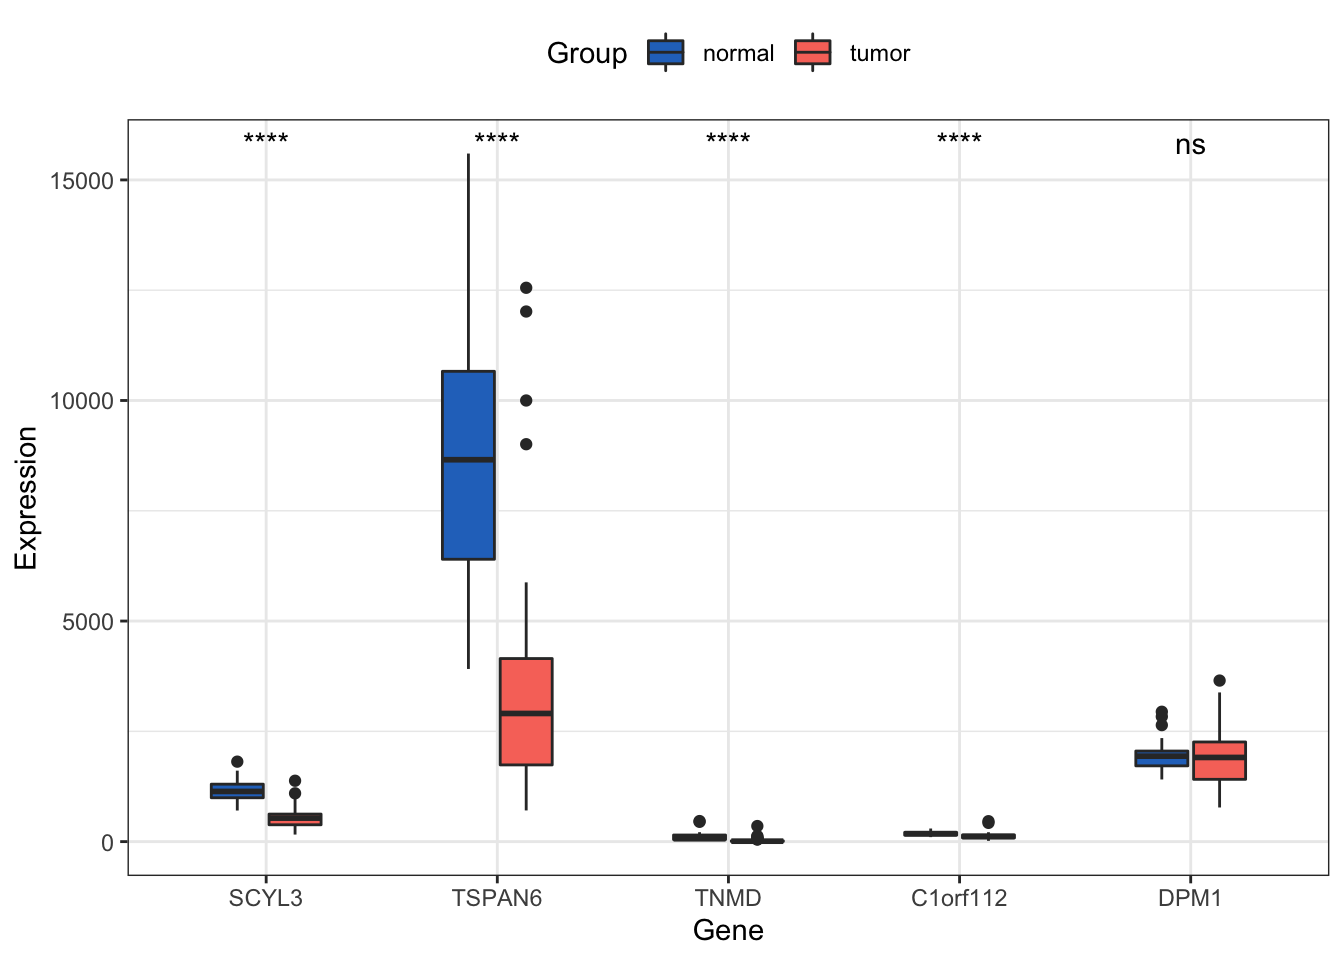 Group normal tumor
**** **** **** **** ns
15000
10000
5000
0
Expression
SCYL3 TSPAN6 TNMD C1orf112 DPM1
Gene